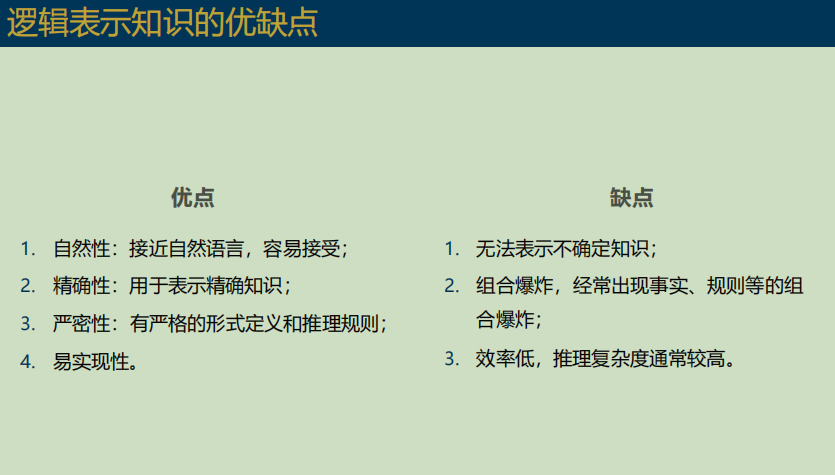 逻辑表示知识的优缺点
优点
1. 自然性：接近自然语言，容易接受；
2. 精确性：用于表示精确知识；
3. 严密性：有严格的形式定义和推理规则；
4. 易实现性。
缺点
1. 无法表示不确定知识；
2. 组合爆炸，经常出现事实、规则等的组
合爆炸；
3. 效率低，推理复杂度通常较高。